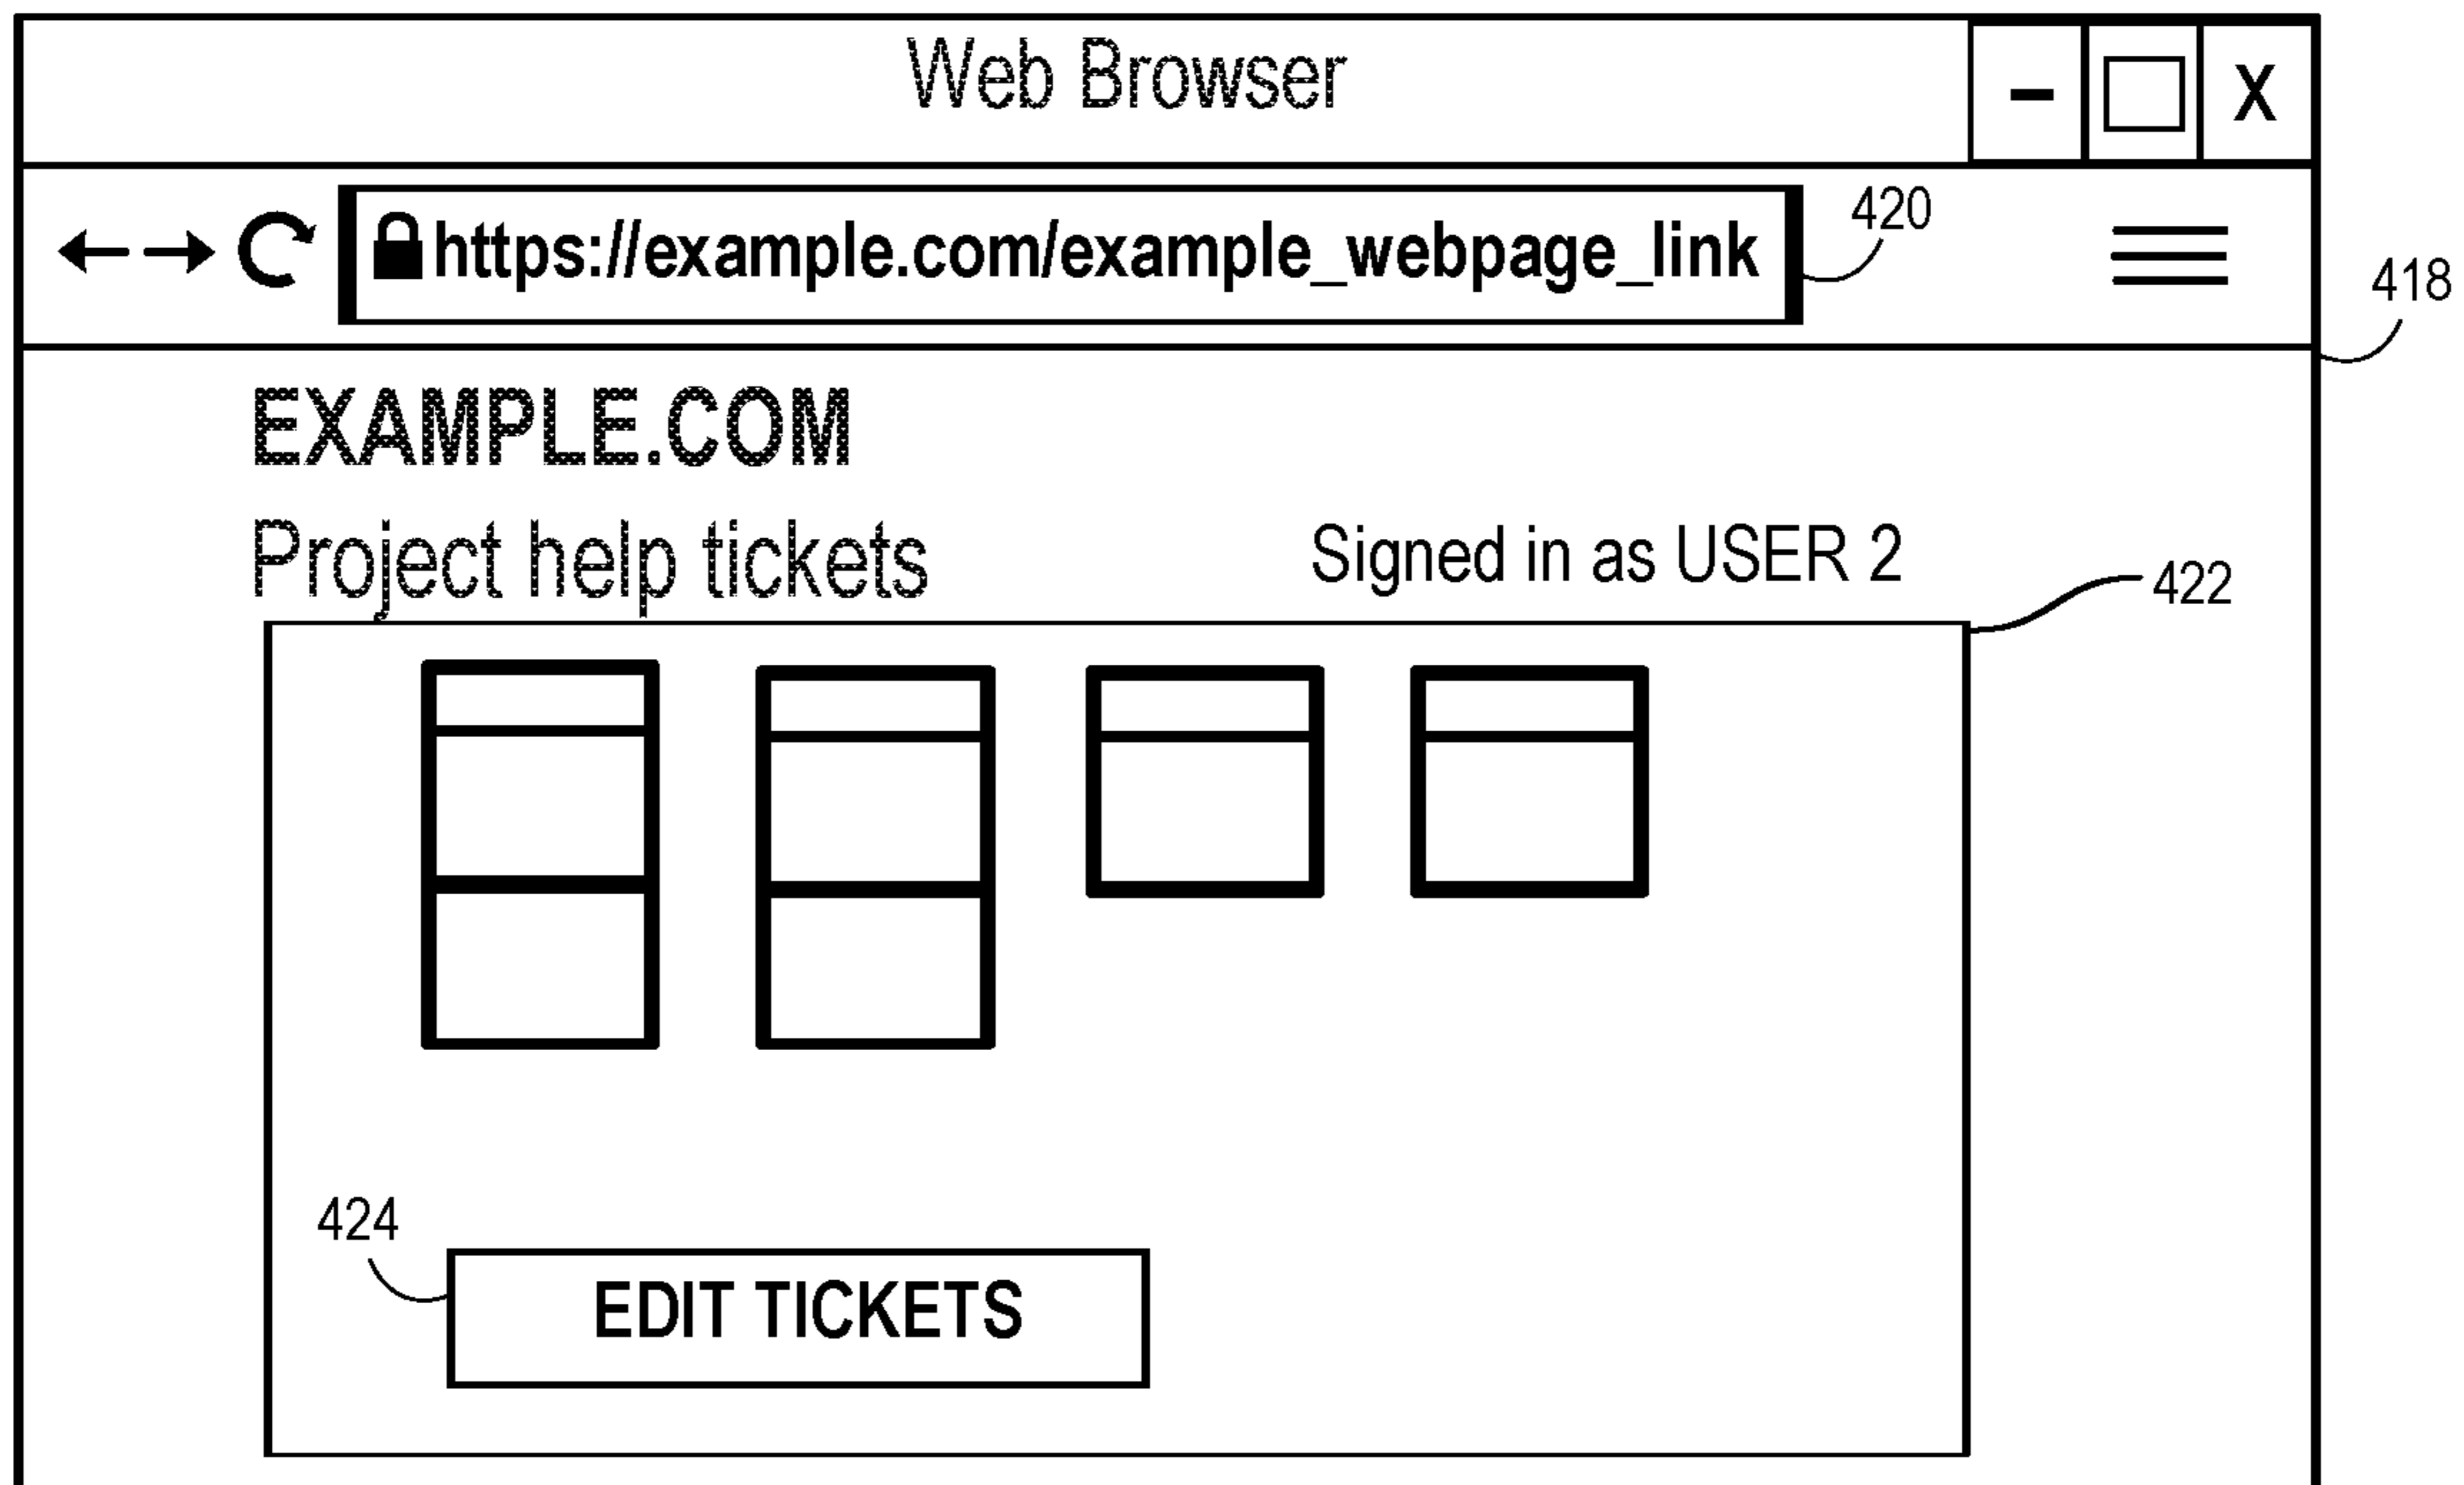 Web Browser
- X
https://example.com/example_webpage_link
420
418
EXAMPLE.COM
Project help tickets
Signed in as USER 2
422
424
EDIT TICKETS